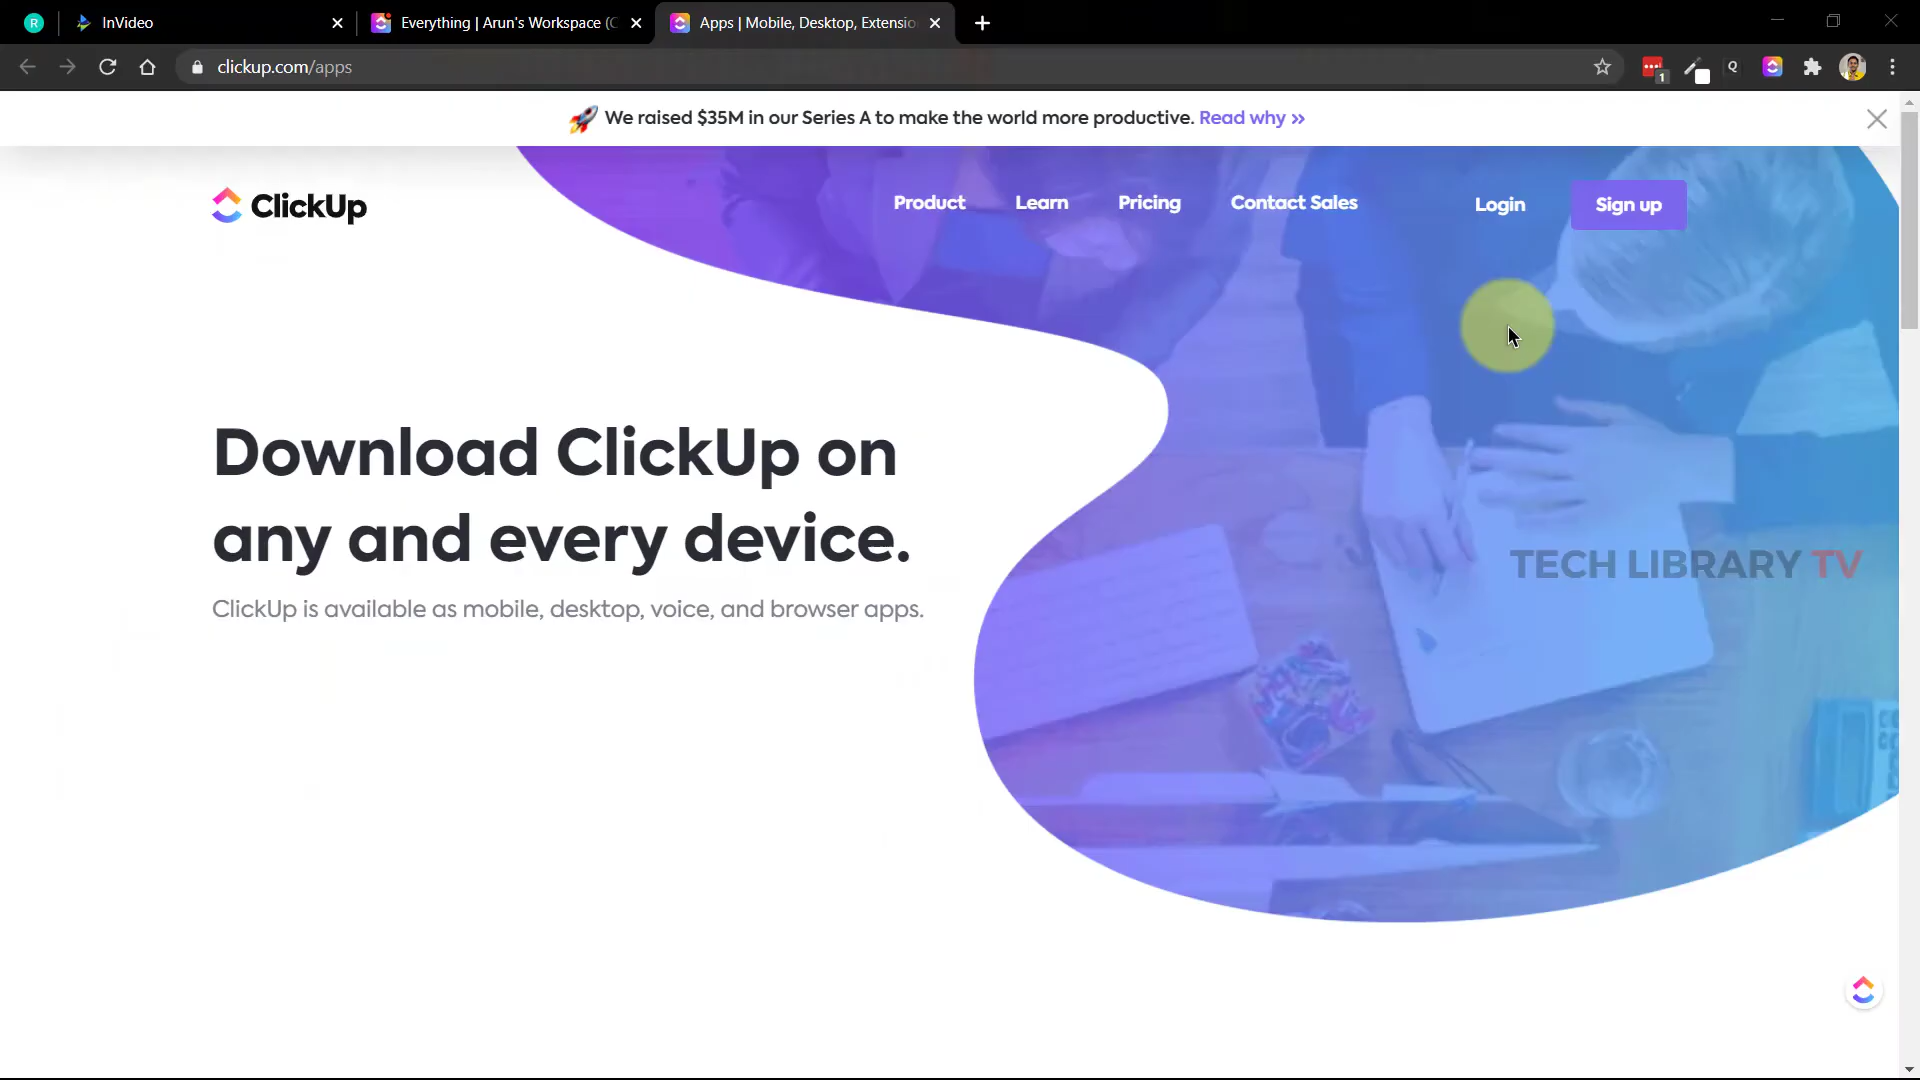 R
InVideo
Everything | Arun's Workspace (C
Apps | Mobile, Desktop, Extensio
clickup.com/apps
1
Q
We raised $35M in our Series A to make the world more productive. Read why »
ClickUp
Product
Learn
Pricing
Contact Sales
Login
Sign up
Download ClickUp on
any and every device.
ClickUp is available as mobile, desktop, voice, and browser apps.
TECH LIBRARY TV